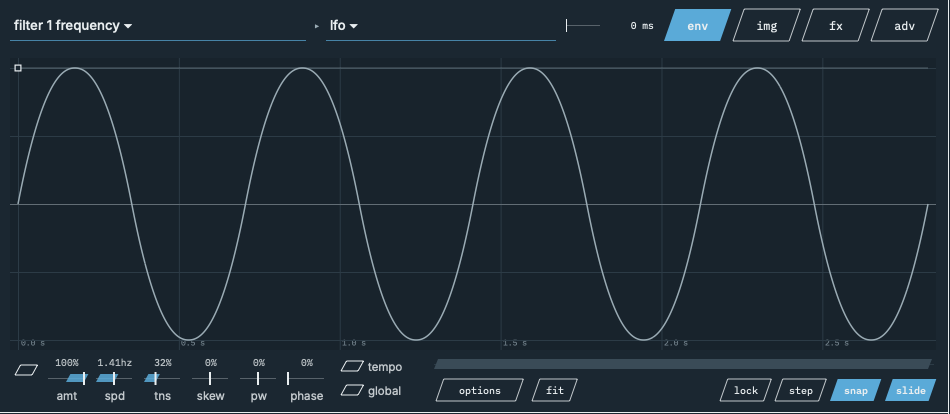 filter 1 frequency
lfo
0 ms
env
img
fx
adv
0.0 s
0.5 s
1.0 s
1.5 s
2.0 s
2.5 s
100% 1.41hz 32% 0% 0% 0%
amt spd tns skew pw phase
tempo
global
options
fit
lock
step
snap
slide